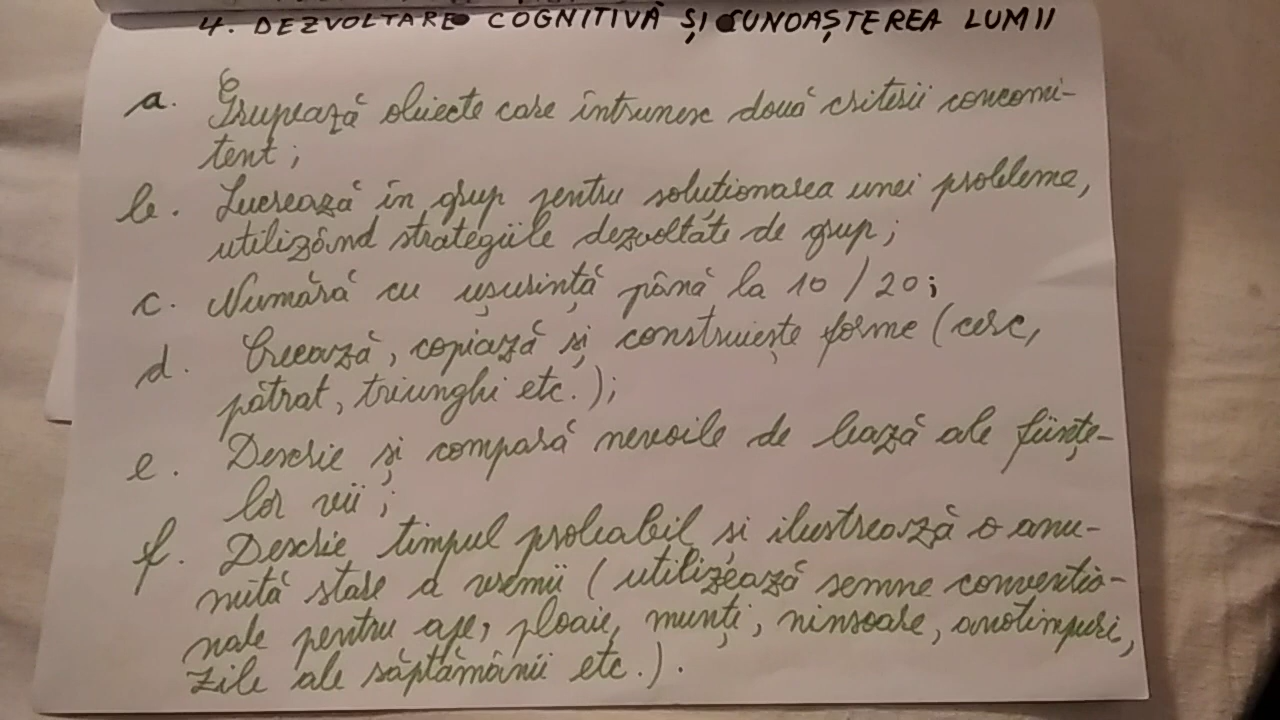 4. DEZVOLTARE COGNITIVĂ ȘI CUNOAȘTEREA LUMII
a. Grupează obiecte care întrunesc două criterii concomi-
tent;
b. Lucrează în grup pentru soluționarea unei probleme,
utilizând strategiile dezvoltate de grup;
c. Numără cu ușurință până la 10 / 20;
d. Creează, copiază și construiește forme (cerc,
pătrat, triunghi etc.);
e. Descrie și compară nevoile de bază ale ființe-
lor vii;
f. Descrie timpul probabil și ilustrează o anu-
mită stare a vremii (utilizează semne conventio-
nale pentru ape, ploaie, munți, ninsoare, anotimpuri,
zile ale săptămânii etc.).